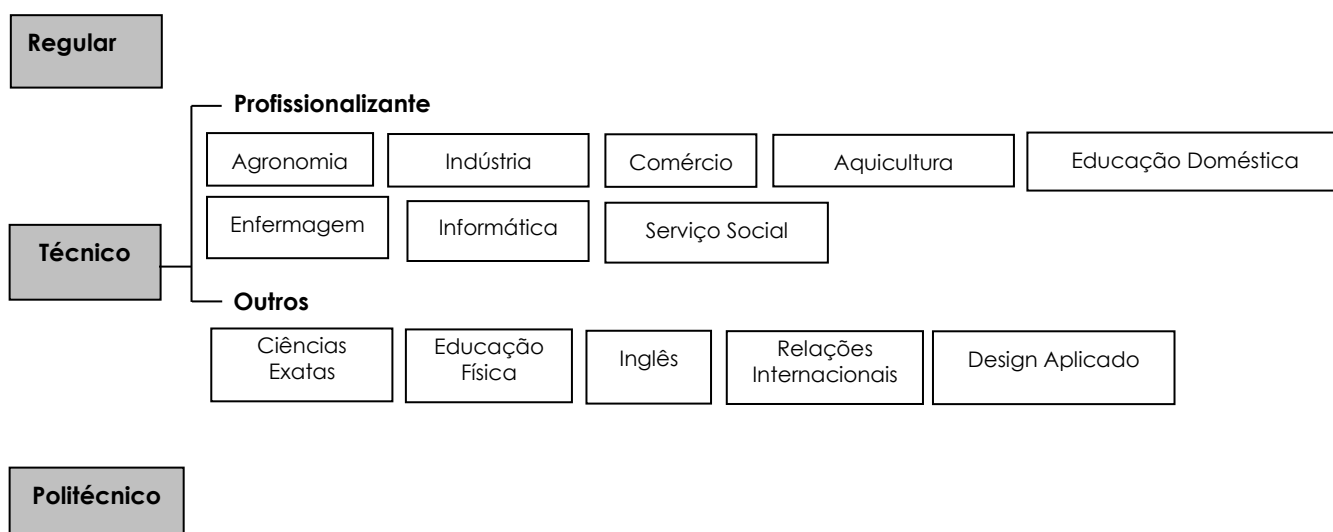 Regular
Profissionalizante
Agronomia
Indústria
Comércio
Aquicultura
Educação Doméstica
Enfermagem
Informática
Serviço Social
Técnico
Outros
Ciências
Exatas
Educação
Física
Inglês
Relações
Internacionais
Design Aplicado
Politécnico